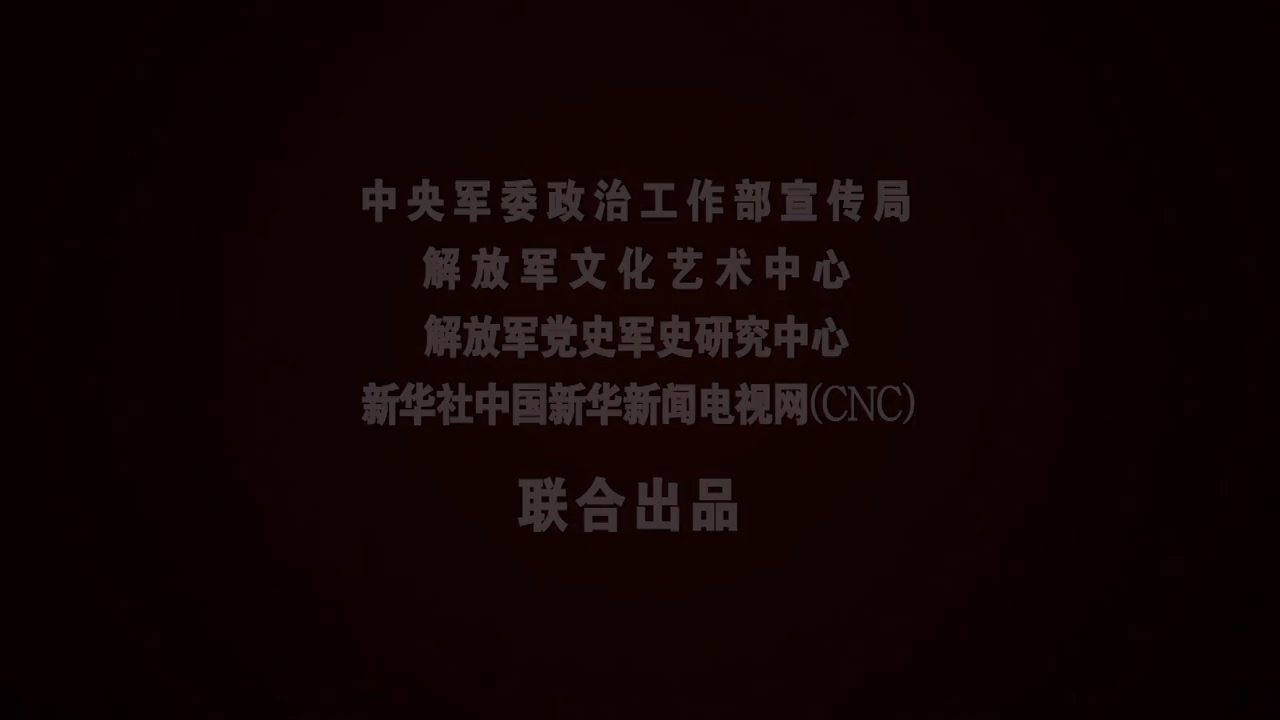 中央军委政治工作部宣传局
解放军文化艺术中心
解放军党史军史研究中心
新华社中国新华新闻电视网(CNC)
联合出品